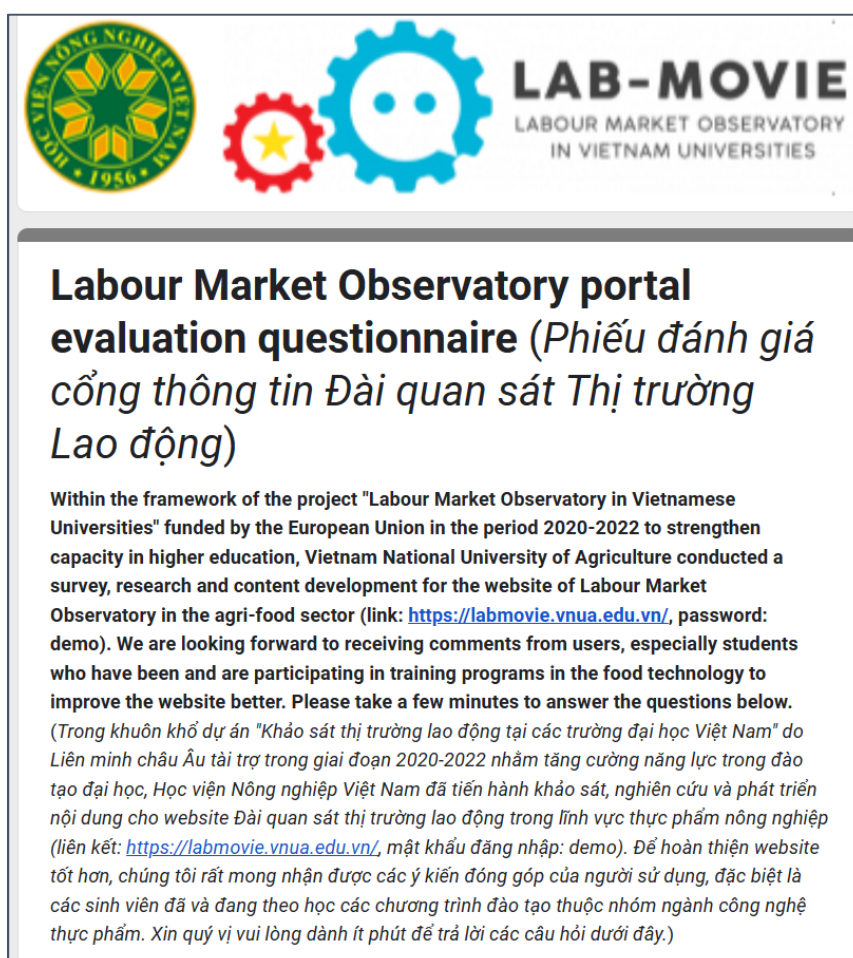 HỌC VIỆN NÔNG NGHIỆP VIỆT NAM
* 1956 *
LAB-MOVIE
LABOUR MARKET OBSERVATORY
IN VIETNAM UNIVERSITIES
Labour Market Observatory portal
evaluation questionnaire (Phiếu đánh giá
cổng thông tin Đài quan sát Thị trường
Lao động)
Within the framework of the project "Labour Market Observatory in Vietnamese
Universities" funded by the European Union in the period 2020-2022 to strengthen
capacity in higher education, Vietnam National University of Agriculture conducted a
survey, research and content development for the website of Labour Market
Observatory in the agri-food sector (link: https://labmovie.vnua.edu.vn/, password:
demo). We are looking forward to receiving comments from users, especially students
who have been and are participating in training programs in the food technology to
improve the website better. Please take a few minutes to answer the questions below.
(Trong khuôn khổ dự án "Khảo sát thị trường lao động tại các trường đại học Việt Nam" do
Liên minh châu Âu tài trợ trong giai đoạn 2020-2022 nhằm tăng cường năng lực trong đào
tạo đại học, Học viện Nông nghiệp Việt Nam đã tiến hành khảo sát, nghiên cứu và phát triển
nội dung cho website Đài quan sát thị trường lao động trong lĩnh vực thực phẩm nông nghiệp
(liên kết: https://labmovie.vnua.edu.vn/, mật khẩu đăng nhập: demo). Để hoàn thiện website
tốt hơn, chúng tôi rất mong nhận được các ý kiến đóng góp của người sử dụng, đặc biệt là
các sinh viên đã và đang theo học các chương trình đào tạo thuộc nhóm ngành công nghệ
thực phẩm. Xin quý vị vui lòng dành ít phút để trả lời các câu hỏi dưới đây.)